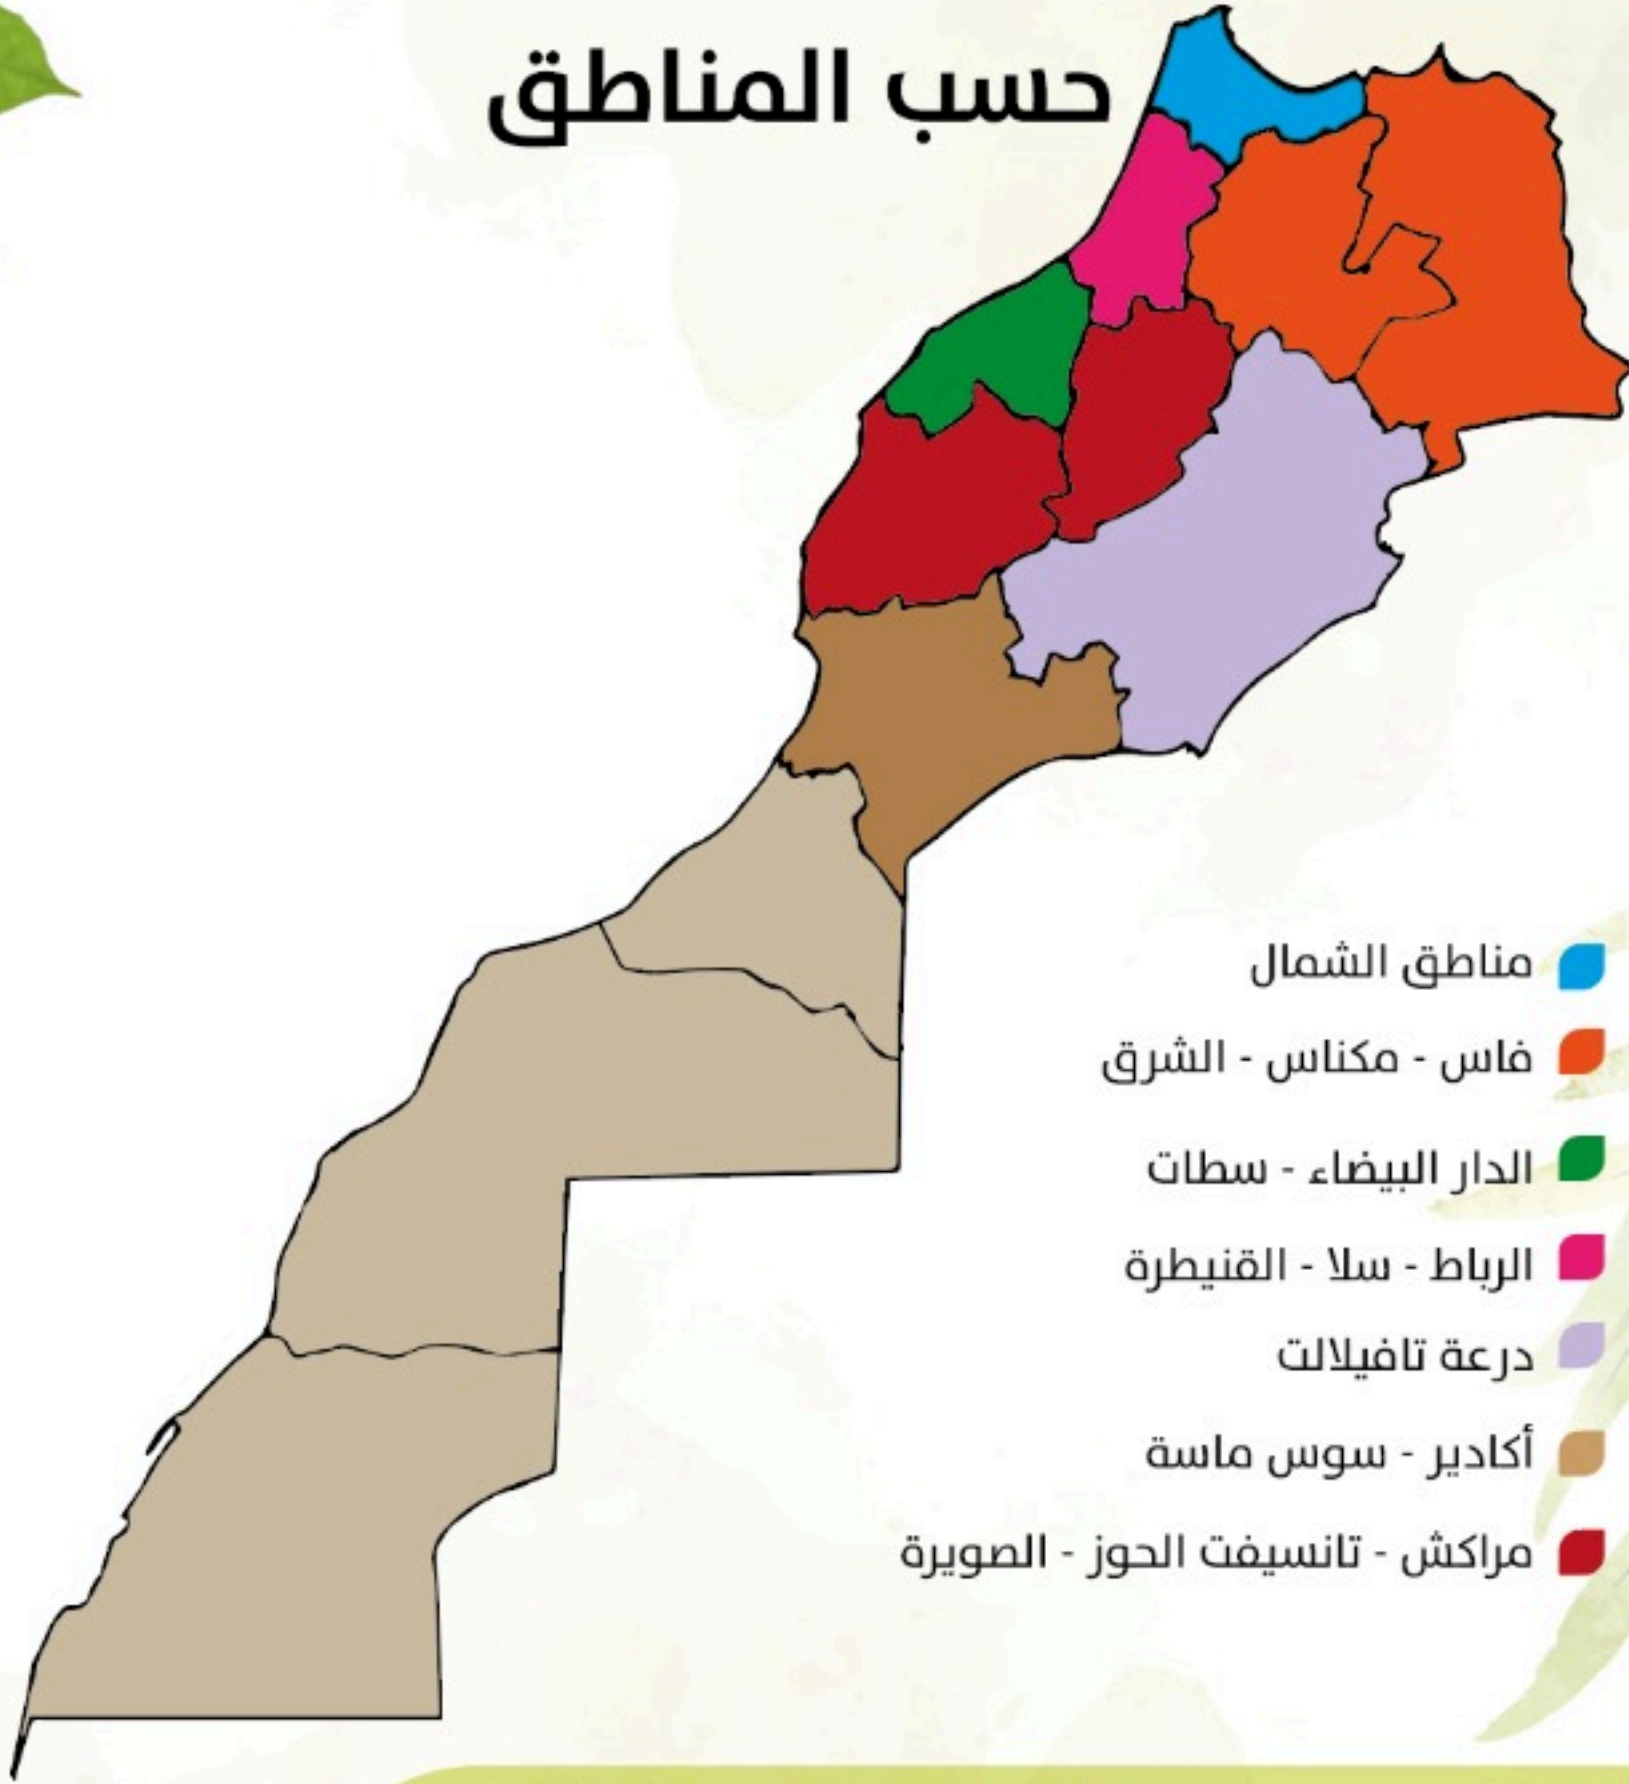 حسب المناطق
مناطق الشمال
فاس - مكناس - الشرق
الدار البيضاء - سطات
الرباط - سلا - القنيطرة
درعة تافيلالت
أكادير - سوس ماسة
مراكش - تانسيفت الحوز - الصويرة